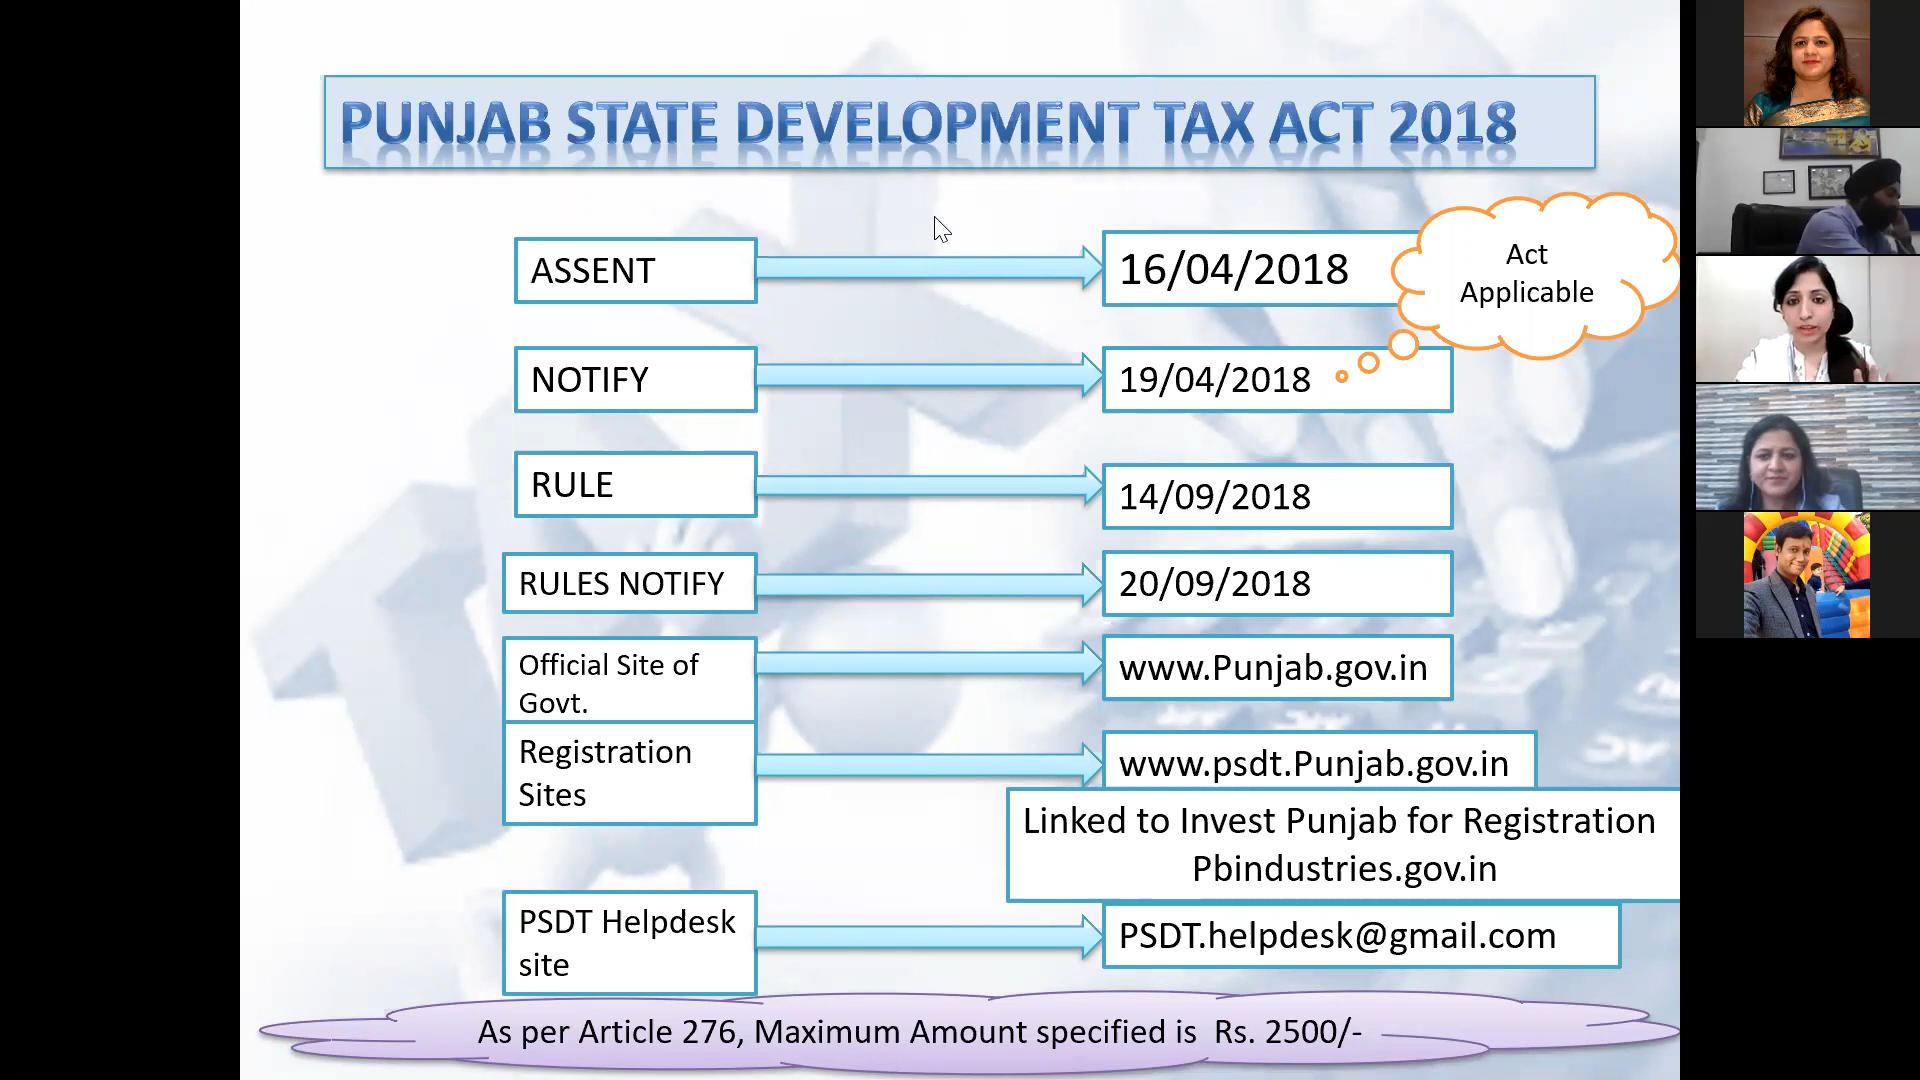 PUNJAB STATE DEVELOPMENT TAX ACT 2018
ASSENT
16/04/2018
Act
Applicable
NOTIFY
19/04/2018
RULE
14/09/2018
RULES NOTIFY
20/09/2018
Official Site of
Govt.
www.Punjab.gov.in
Registration
Sites
www.psdt.Punjab.gov.in
Linked to Invest Punjab for Registration
Pbindustries.gov.in
PSDT Helpdesk
site
PSDT.helpdesk@gmail.com
As per Article 276, Maximum Amount specified is Rs. 2500/-